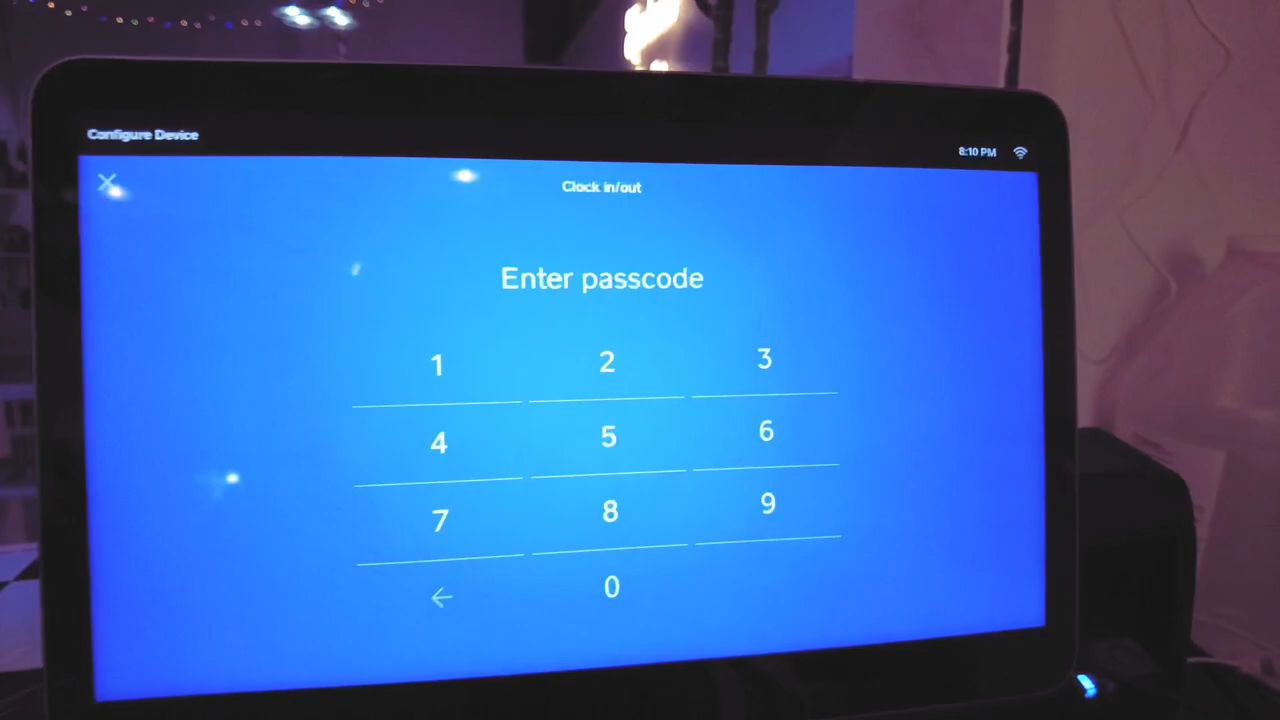 Configure Device
8:10 PM
Clock in/out
Enter passcode
1 2 3
4 5 6
7 8 9
0